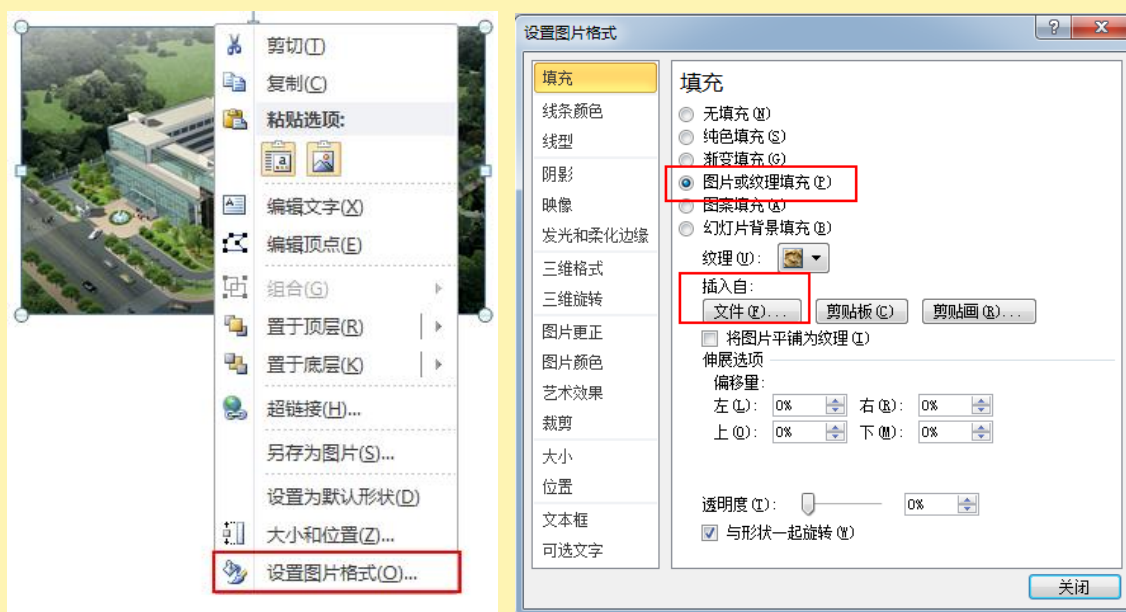 剪切(T)
复制(C)
粘贴选项:
a
编辑文字(X)
A
编辑顶点(E)
组合(G)
置于顶层(R)
置于底层(K)
超链接(H)...
另存为图片(S)...
设置为默认形状(D)
大小和位置(Z)...
设置图片格式(O)...
设置图片格式
?
X
填充
线条颜色
线型
阴影
映像
发光和柔化边缘
三维格式
三维旋转
图片更正
图片颜色
艺术效果
裁剪
大小
位置
文本框
可选文字
填充
无填充(N)
纯色填充(S)
渐变填充(G)
图片或纹理填充(P)
图案填充(A)
幻灯片背景填充(B)
纹理(U):
插入自:
文件(F)... 剪贴板(C) 剪贴画(R)...
将图片平铺为纹理(I)
伸展选项
偏移量:
左(L): 0% 右(R): 0%
上(O): 0% 下(M): 0%
透明度(T): 0%
与形状一起旋转(W)
关闭